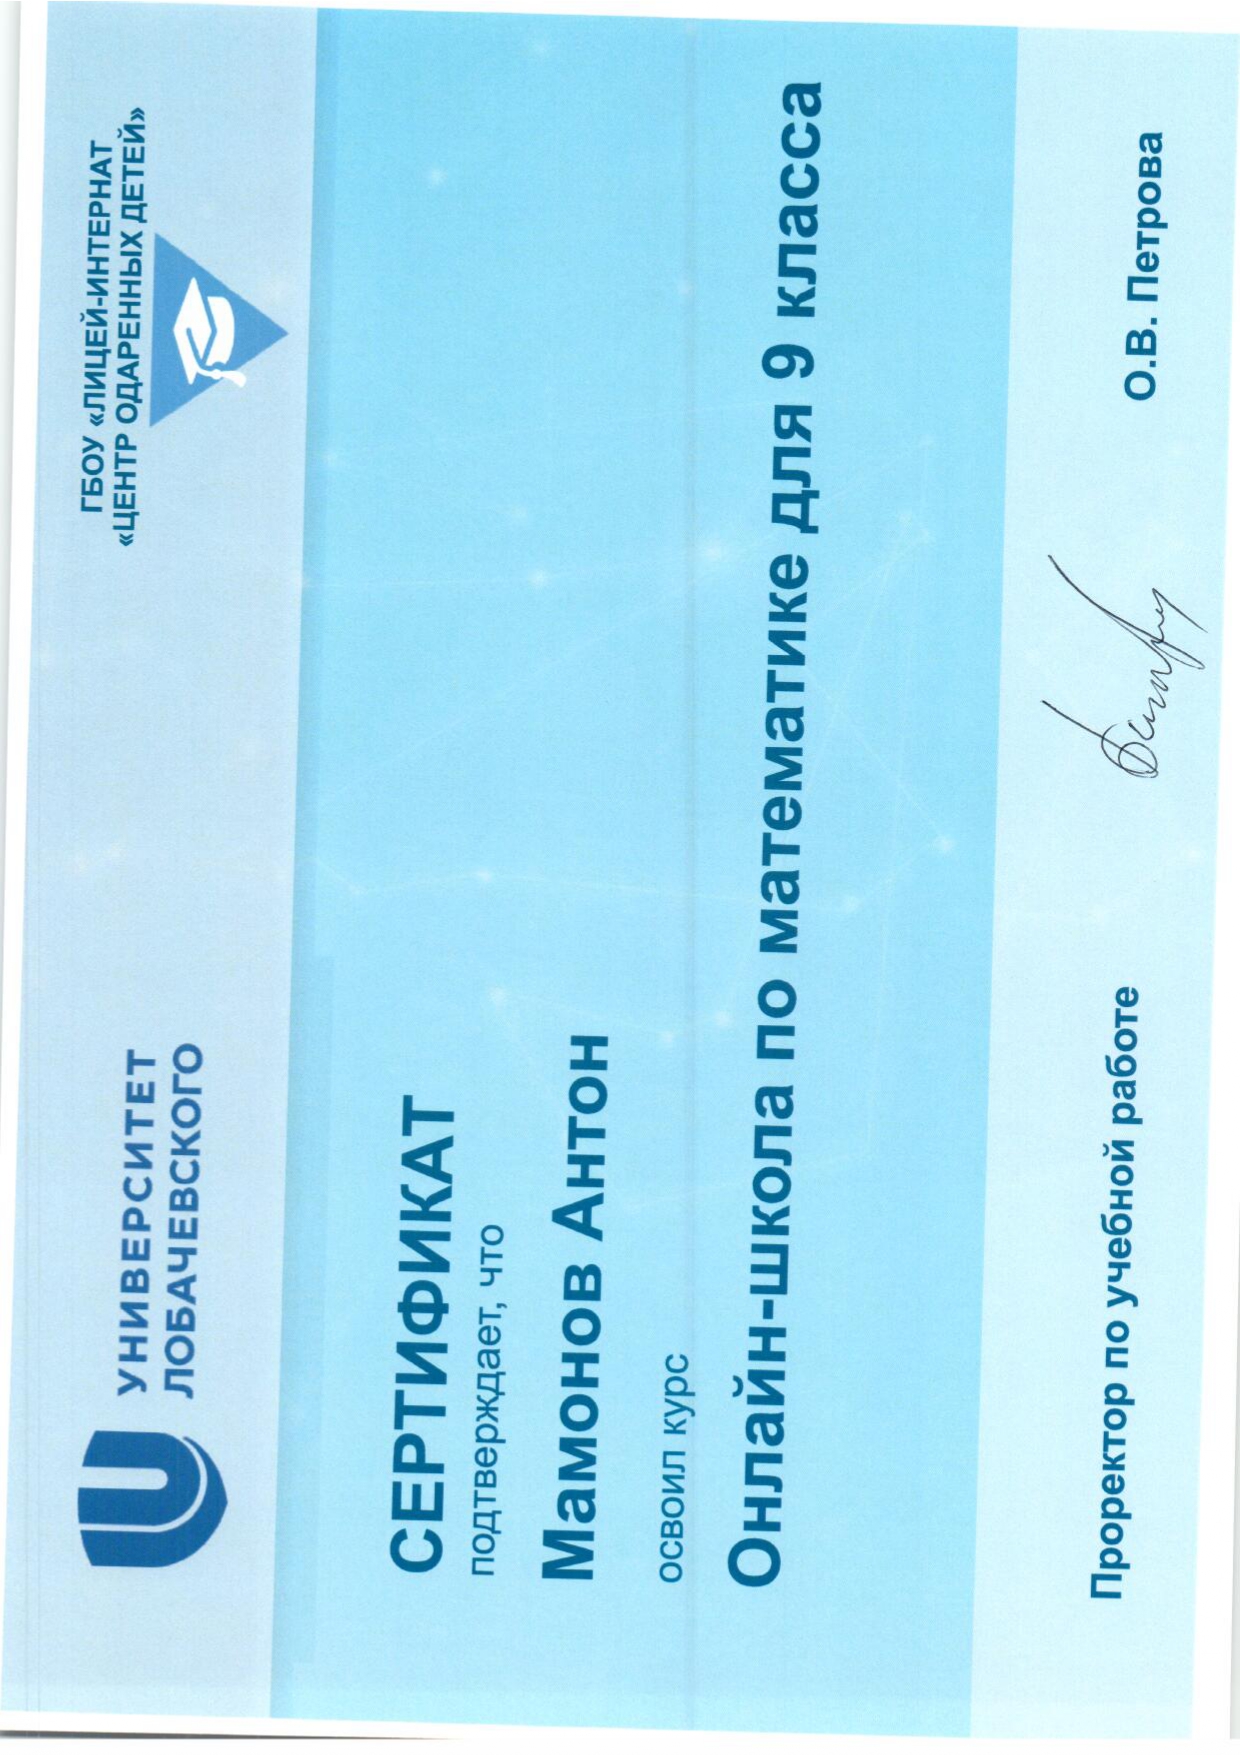 УНИВЕРСИТЕТ
ЛОБАЧЕВСКОГО
ГБОУ «ЛИЦЕЙ-ИНТЕРНАТ
«ЦЕНТР ОДАРЕННЫХ ДЕТЕЙ»
СЕРТИФИКАТ
подтверждает, что
Мамонов Антон
освоил курс
Онлайн-школа по математике для 9 класса
Проректор по учебной работе
О.В. Петрова